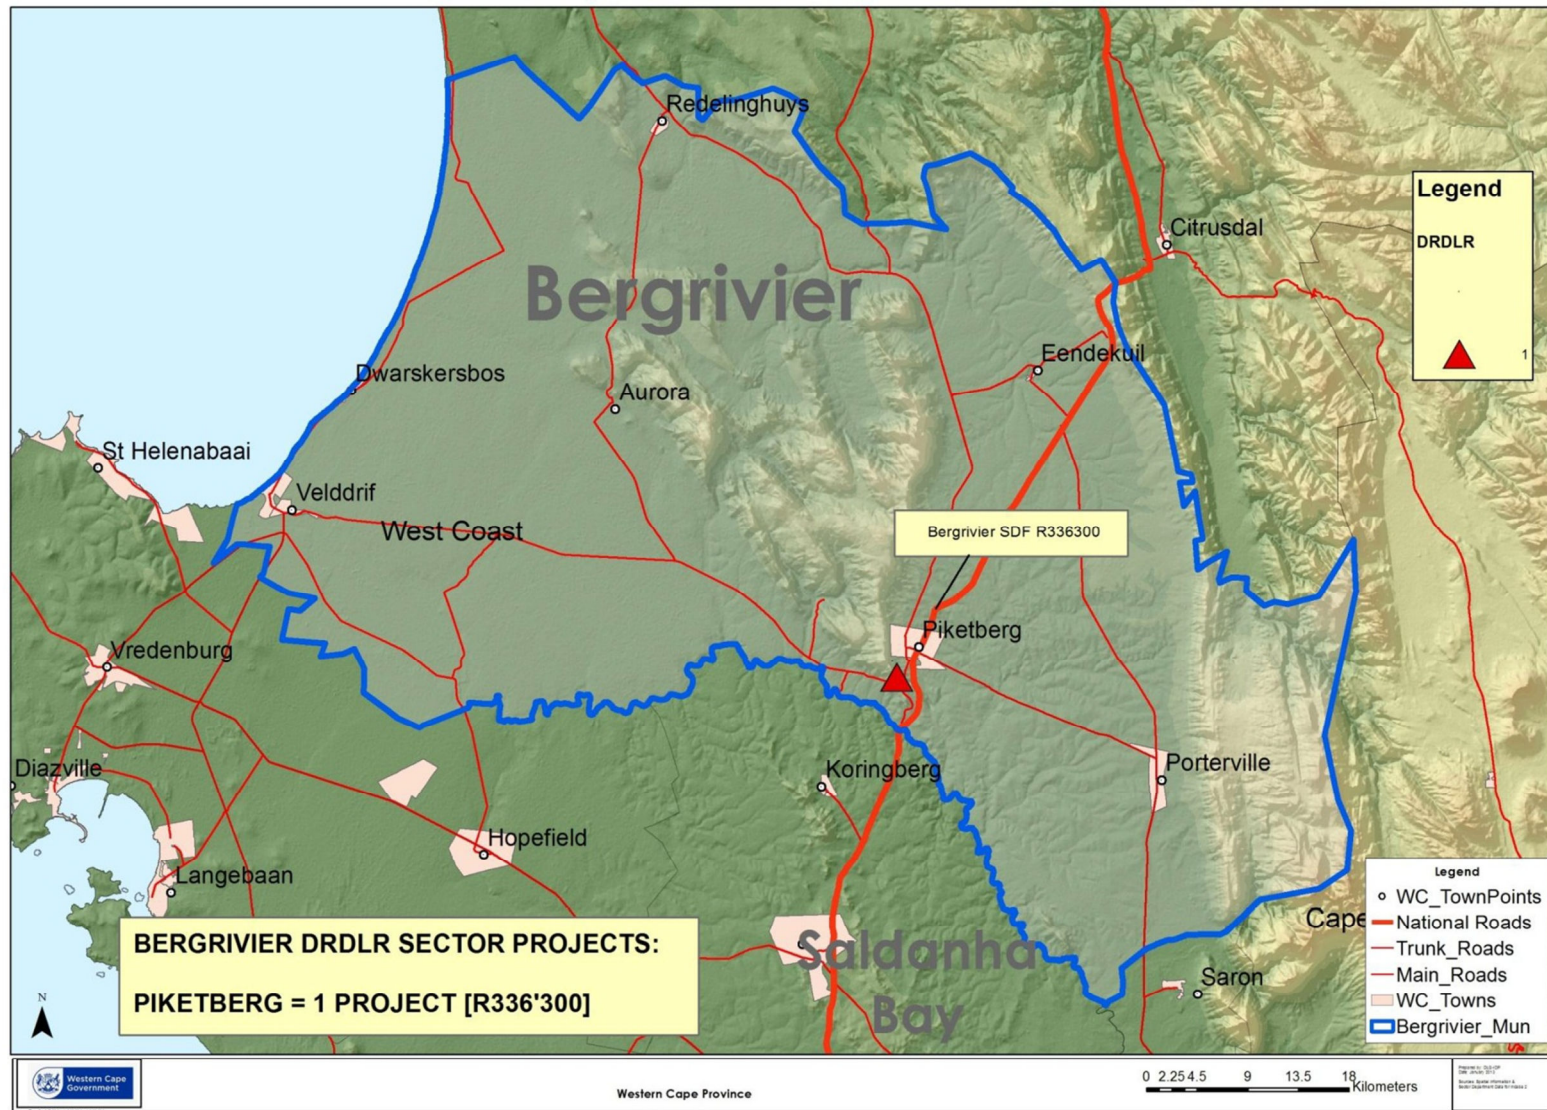 Redelinghuys
Legend
DRDLR
1
Citrusdal
Bergrivier
Eendekuil
Dwarskersbos
Aurora
St Helenabaai
Velddrif
West Coast
Bergrivier SDF R336300
Piketberg
Vredenburg
Diazville
Koringberg
Porterville
Hopefield
Langebaan
Saldanha
Bay
Cape
Saron
BERGRIVIER DRDLR SECTOR PROJECTS:
PIKETBERG = 1 PROJECT [R336'300]
N
Legend
WC_TownPoints
National Roads
Trunk_Roads
Main_Roads
WC_Towns
Bergrivier_Mun
Western Cape
Government
Western Cape Province
0 2.25 4.5 9 13.5 18
Kilometers